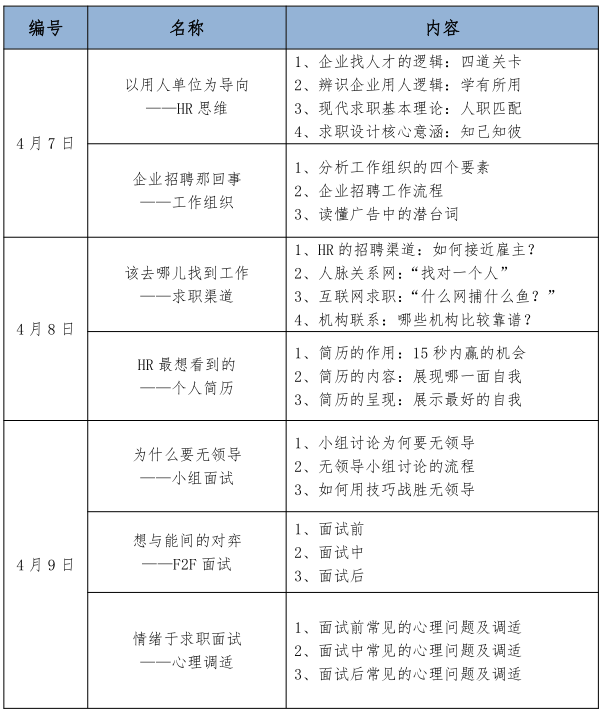 编号 名称 内容
4月7日
以用人单位为导向
——HR思维
1、企业找人才的逻辑：四道关卡
2、辨识企业用人逻辑：学有所用
3、现代求职基本理论：人职匹配
4、求职设计核心意涵：知己知彼
企业招聘那回事
——工作组织
1、分析工作组织的四个要素
2、企业招聘工作流程
3、读懂广告中的潜台词
4月8日
该去哪儿找到工作
——求职渠道
1、HR的招聘渠道：如何接近雇主？
2、人脉关系网：“找对一个人”
3、互联网求职：“什么网捕什么鱼？”
4、机构联系：哪些机构比较靠谱？
HR最想看到的
——个人简历
1、简历的作用：15秒内赢的机会
2、简历的内容：展现哪一面自我
3、简历的呈现：展示最好的自我
4月9日
为什么要无领导
——小组面试
1、小组讨论为何要无领导
2、无领导小组讨论的流程
3、如何用技巧战胜无领导
想与能间的对弈
——F2F面试
1、面试前
2、面试中
3、面试后
情绪于求职面试
——心理调适
1、面试前常见的心理问题及调适
2、面试中常见的心理问题及调适
3、面试后常见的心理问题及调适